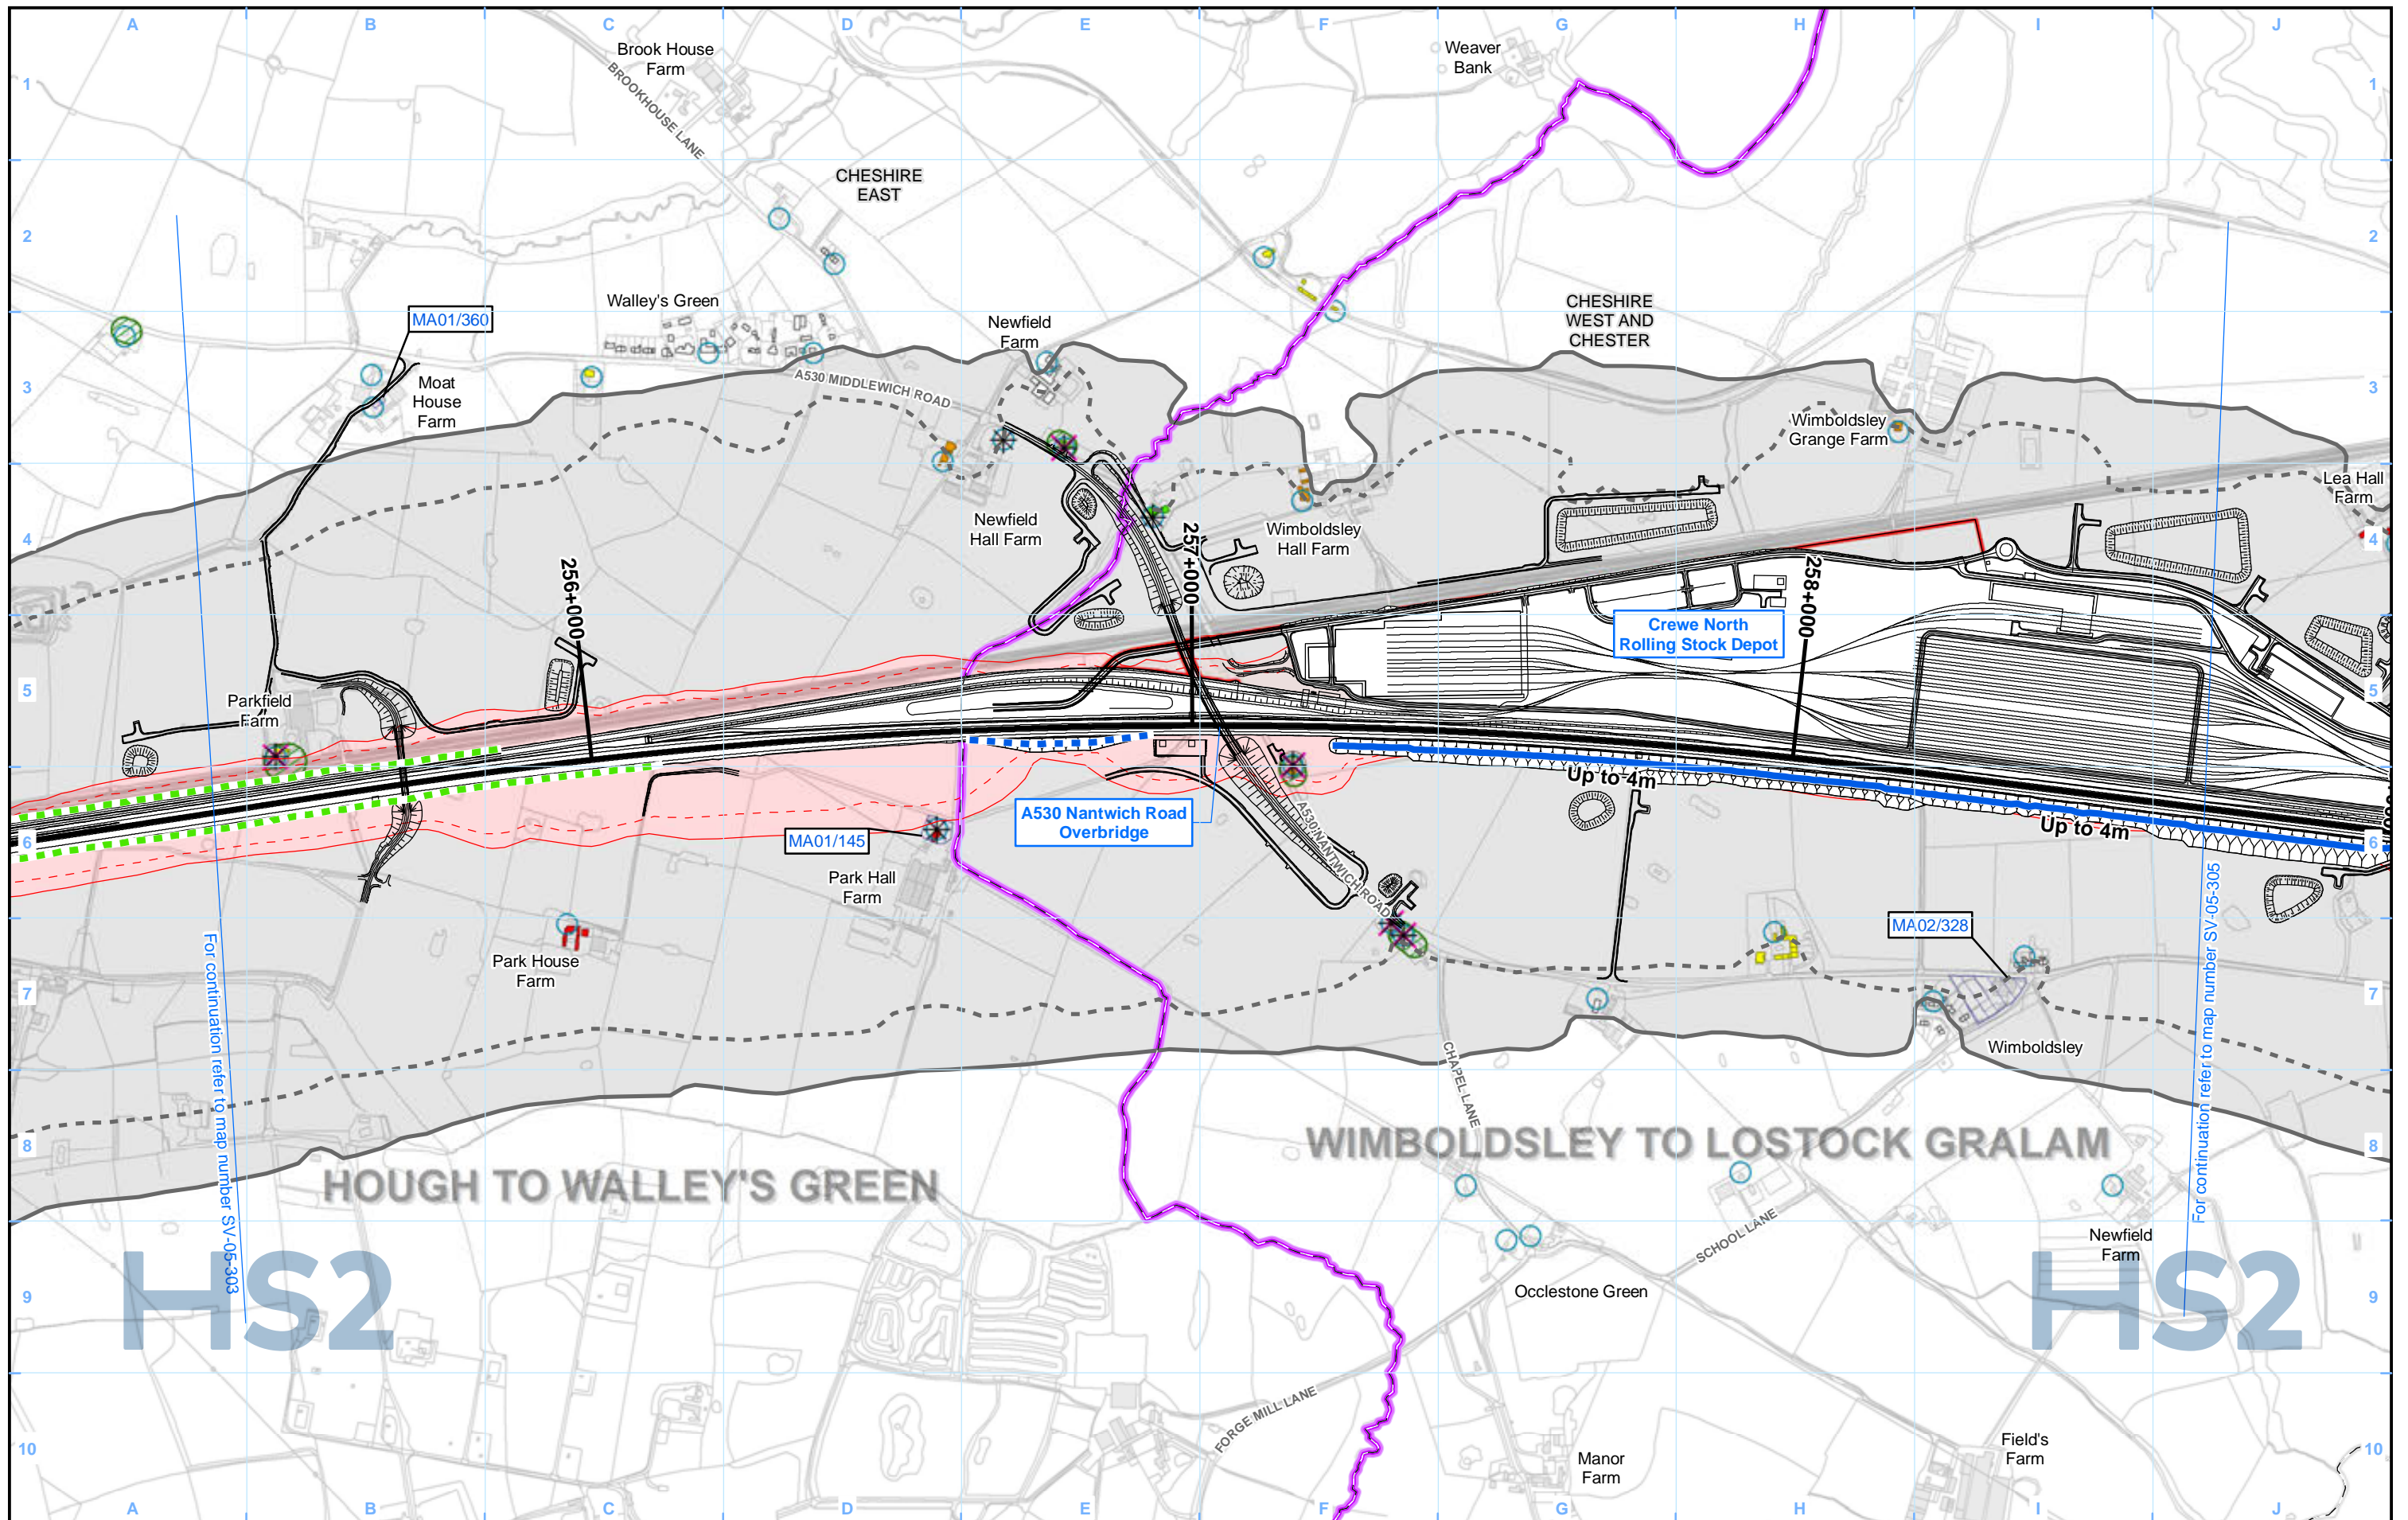 A B C D E F G H I J
Brook House
Farm
Weaver
Bank
1
1
BROOKHOUSE LANE
CHESHIRE
EAST
2
2
Walley's Green
MA01/360
Newfield
Farm
CHESHIRE
WEST AND
CHESTER
A530 MIDDLEWICH ROAD
Moat
House
Farm
3
3
Wimboldsley
Grange Farm
Lea Hall
Farm
Newfield
Hall Farm
Wimboldsley
Hall Farm
4
4
256+000
257+000
258+000
Crewe North
Rolling Stock Depot
5
5
Parkfield
Farm
Up to 4m
A530 Nantwich Road
Overbridge
Up to 4m
MA01/145
A530 NANTWICH ROAD
6
6
Park Hall
Farm
MA02/328
Park House
Farm
7
7
Wimboldsley
CHAPEL LANE
For continuation refer to map number SV-05-303
For continuation refer to map number SV-05-305
8
8
WIMBOLDSLEY TO LOSTOCK GRALAM
HOUGH TO WALLEY'S GREEN
SCHOOL LANE
Newfield
Farm
HS2
HS2
9
9
Occlestone Green
FORGE MILL LANE
10
10
Manor
Farm
Field's
Farm
A B C D E F G H I J